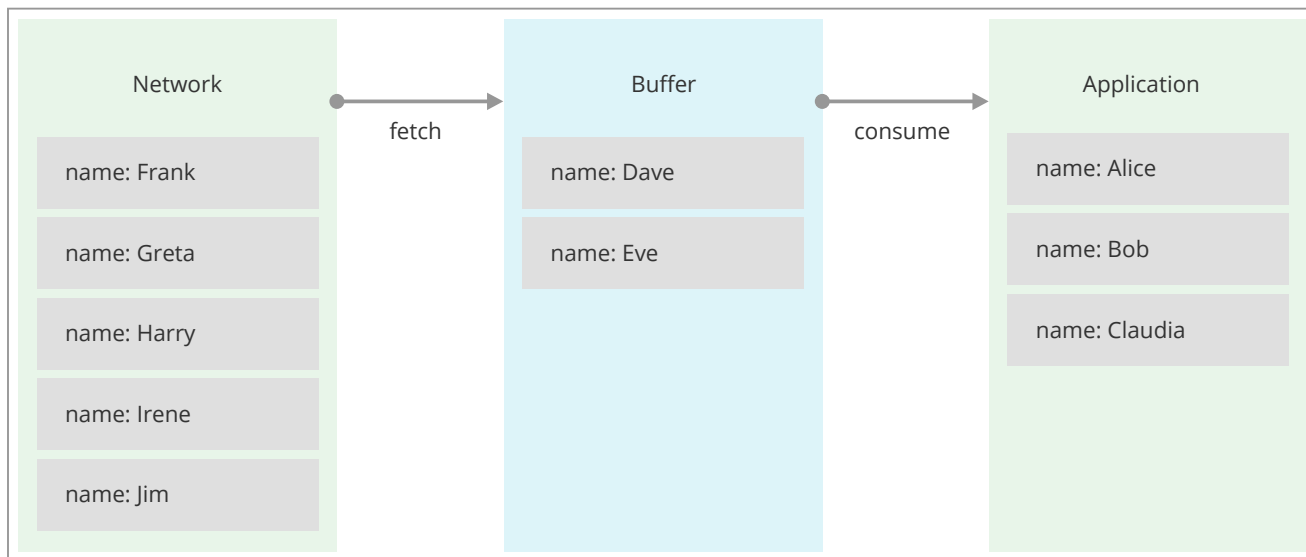 Network
fetch
name: Frank
name: Greta
name: Harry
name: Irene
name: Jim
Buffer
consume
name: Dave
name: Eve
Application
name: Alice
name: Bob
name: Claudia